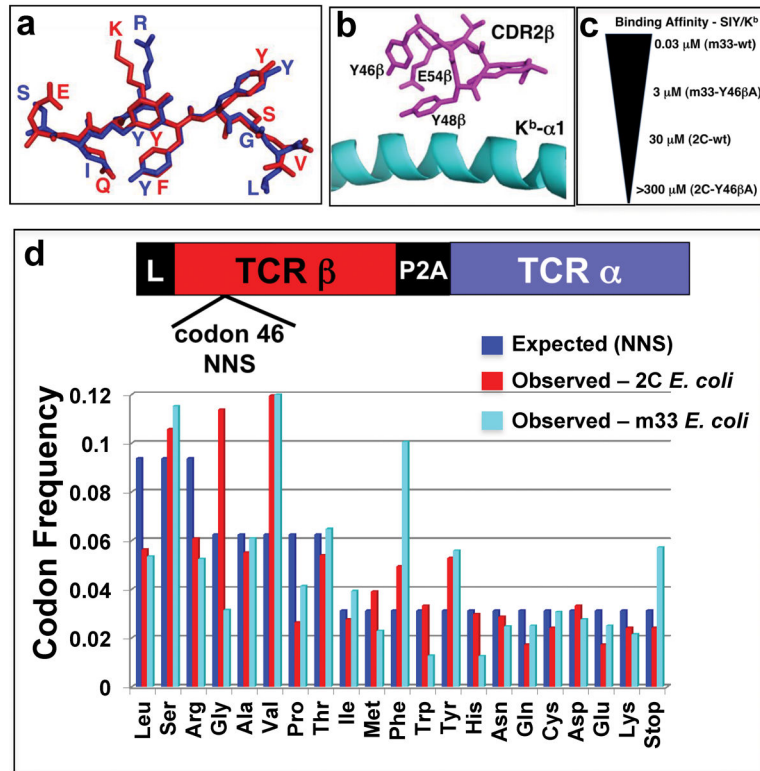 a
K R
S E
Y
Y
S
G
Y Y
I
Q
Y F
L
V
b
CDR2β
Y46β
E54β
Y48β
Kᵇ-α1
c
Binding Affinity - SIY/Kᵇ
0.03 μM (m33-wt)
3 μM (m33-Y46βA)
30 μM (2C-wt)
>300 μM (2C-Y46βA)
d
L TCR β P2A TCR α
codon 46
NNS
Expected (NNS)
Observed – 2C E. coli
Observed – m33 E. coli
Codon Frequency
0.12
0.1
0.08
0.06
0.04
0.02
0
Leu
Ser
Arg
Gly
Ala
Val
Pro
Thr
Ile
Met
Phe
Trp
Tyr
His
Asn
Gln
Cys
Asp
Glu
Lys
Stop